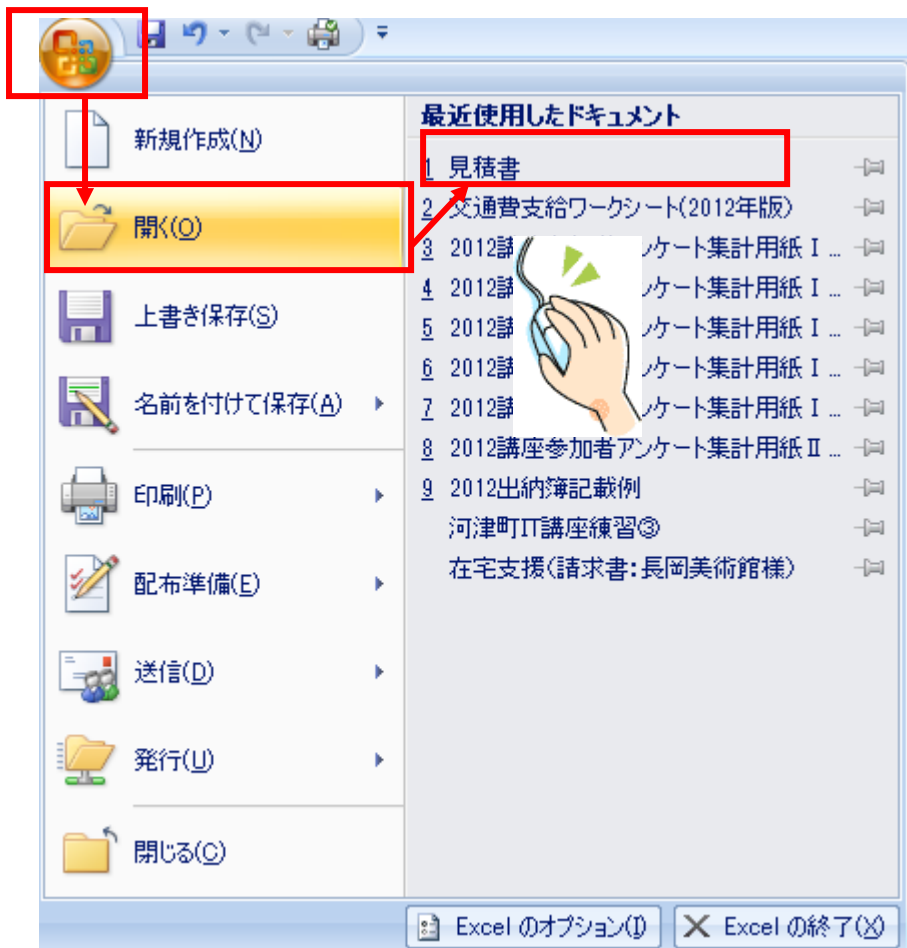 新規作成(N)
開く(O)
上書き保存(S)
名前を付けて保存(A)
印刷(P)
配布準備(E)
送信(D)
発行(U)
閉じる(C)
最近使用したドキュメント
1 見積書
2 交通費支給ワークシート(2012年版)
3 2012講 ンケート集計用紙 Ⅰ ...
4 2012講 ンケート集計用紙 Ⅰ ...
5 2012講 ンケート集計用紙 Ⅰ ...
6 2012講 ンケート集計用紙 Ⅰ ...
7 2012講 ンケート集計用紙 Ⅰ ...
8 2012講座参加者アンケート集計用紙 Ⅱ ...
9 2012出納簿記載例
河津町IT講座練習③
在宅支援(請求書:長岡美術館様)
Excel のオプション(I)
Excel の終了(X)